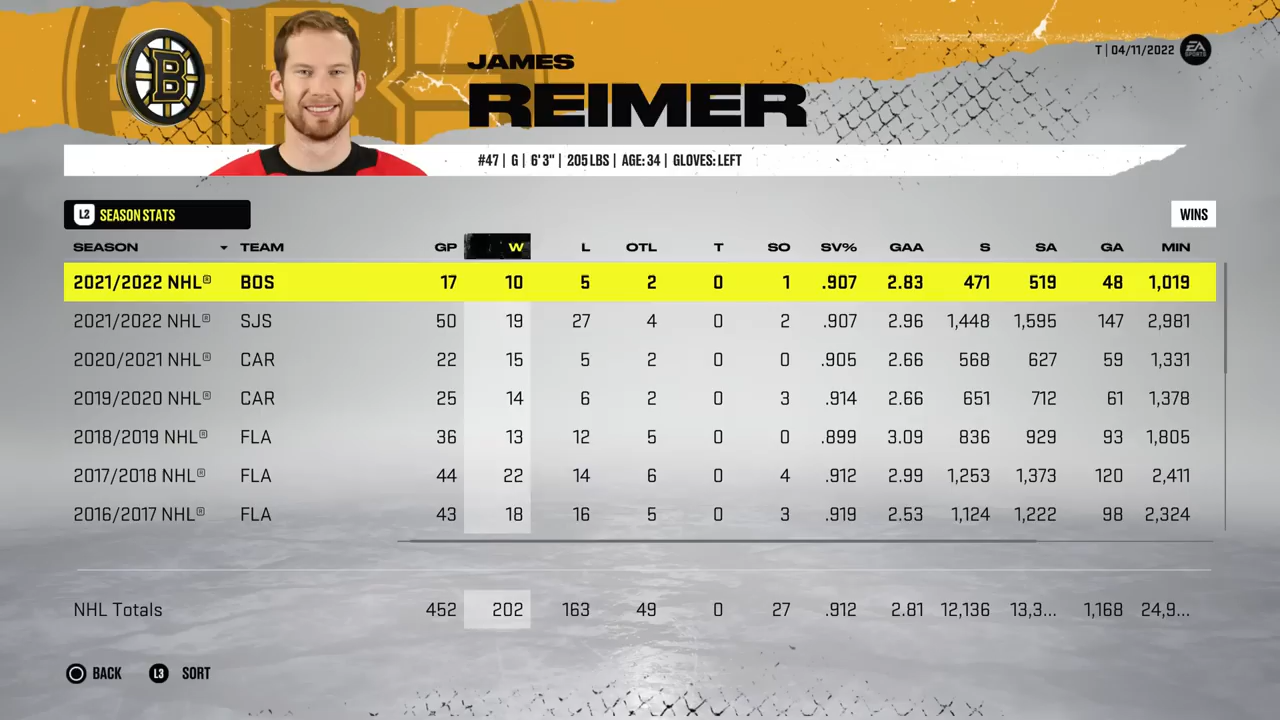 B
JAMES
REIMER
T | 04/11/2022 EA SPORTS
#47 | G | 6' 3" | 205 LBS | AGE: 34 | GLOVES: LEFT
L2 SEASON STATS
WINS
SEASON TEAM GP W L OTL T SO SV% GAA S SA GA MIN
2021/2022 NHL® BOS 17 10 5 2 0 1 .907 2.83 471 519 48 1,019
2021/2022 NHL® SJS 50 19 27 4 0 2 .907 2.96 1,448 1,595 147 2,981
2020/2021 NHL® CAR 22 15 5 2 0 0 .905 2.66 568 627 59 1,331
2019/2020 NHL® CAR 25 14 6 2 0 3 .914 2.66 651 712 61 1,378
2018/2019 NHL® FLA 36 13 12 5 0 0 .899 3.09 836 929 93 1,805
2017/2018 NHL® FLA 44 22 14 6 0 4 .912 2.99 1,253 1,373 120 2,411
2016/2017 NHL® FLA 43 18 16 5 0 3 .919 2.53 1,124 1,222 98 2,324
NHL Totals 452 202 163 49 0 27 .912 2.81 12,136 13,3... 1,168 24,9...
BACK L3 SORT